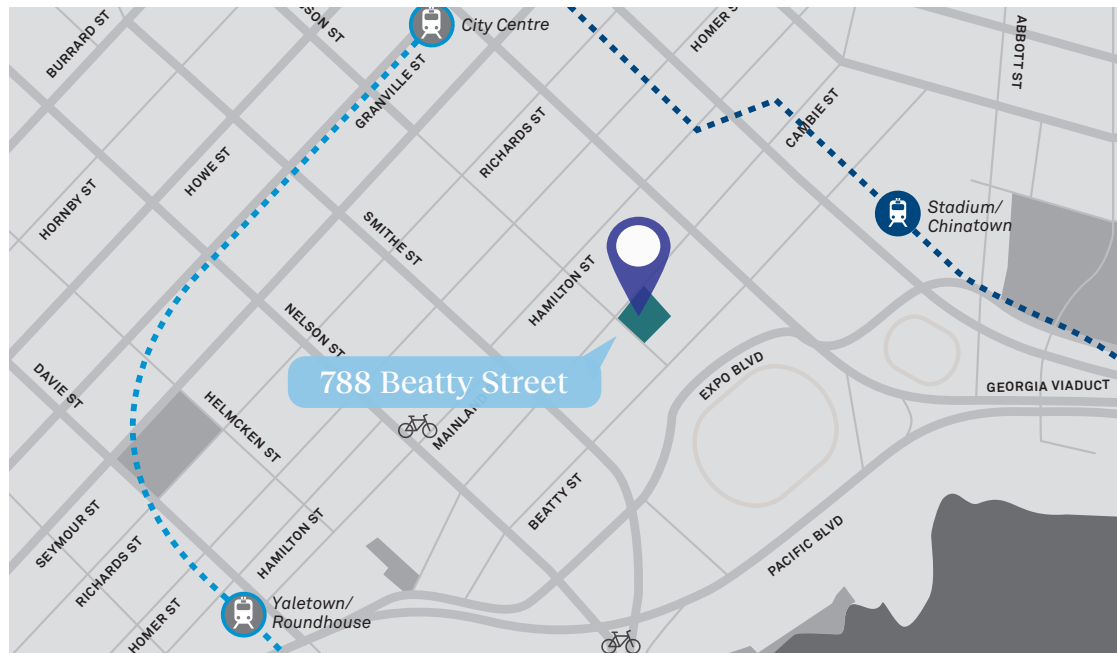 BURRARD ST
SON ST
City Centre
HOMER S
ABBOTT ST
GRANVILLE ST
RICHARDS ST
CAMBIE ST
HOWE ST
HORNBY ST
SMITHE ST
Stadium/
Chinatown
HAMILTON ST
NELSON ST
788 Beatty Street
EXPO BLVD
GEORGIA VIADUCT
DAVIE ST
HELMCKEN ST
MAINLAND
BEATTY ST
SEYMOUR ST
HAMILTON ST
PACIFIC BLVD
RICHARDS ST
HOMER ST
Yaletown/
Roundhouse